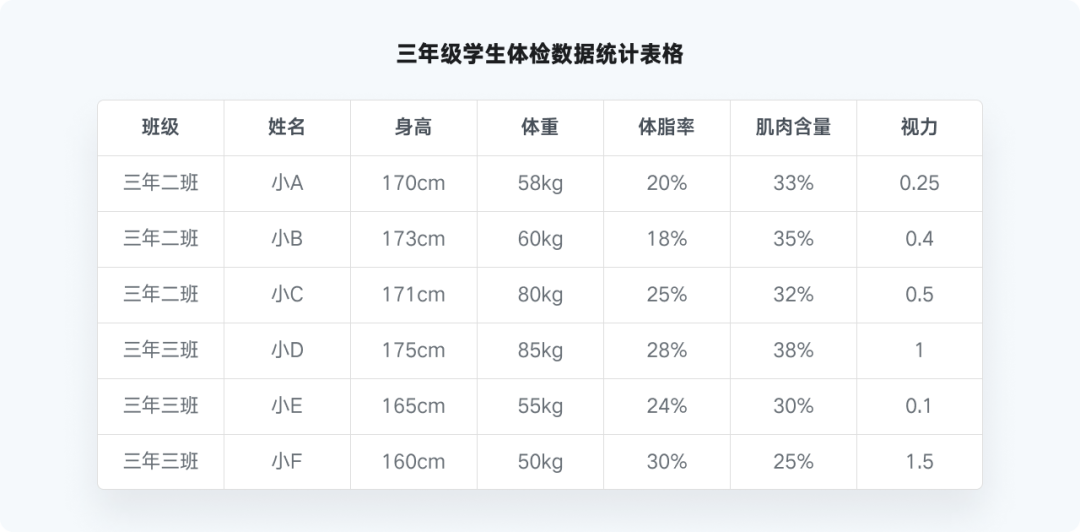 三年级学生体检数据统计表格
班级 姓名 身高 体重 体脂率 肌肉含量 视力
三年二班 小A 170cm 58kg 20% 33% 0.25
三年二班 小B 173cm 60kg 18% 35% 0.4
三年二班 小C 171cm 80kg 25% 32% 0.5
三年三班 小D 175cm 85kg 28% 38% 1
三年三班 小E 165cm 55kg 24% 30% 0.1
三年三班 小F 160cm 50kg 30% 25% 1.5